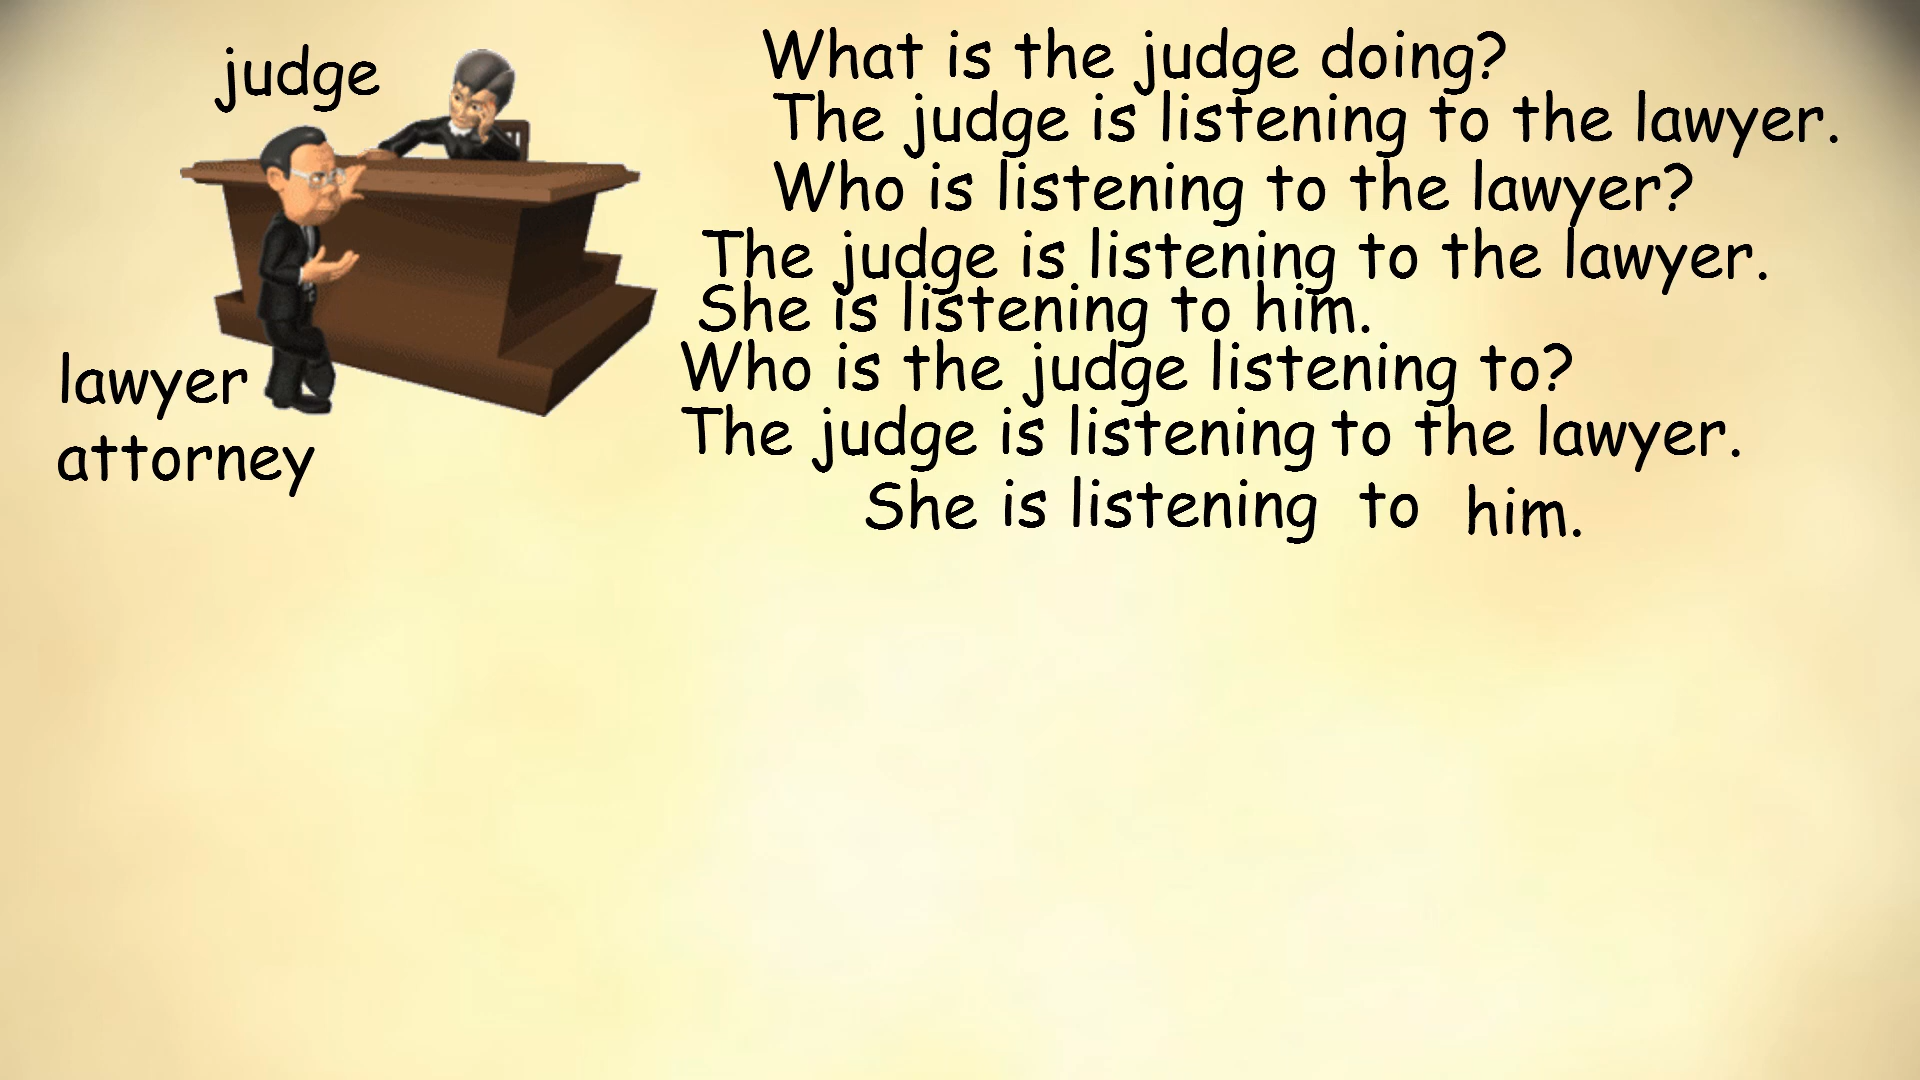 judge
lawyer
attorney
What is the judge doing?
The judge is listening to the lawyer.
Who is listening to the lawyer?
The judge is listening to the lawyer.
She is listening to him.
Who is the judge listening to?
The judge is listening to the lawyer.
She is listening to him.